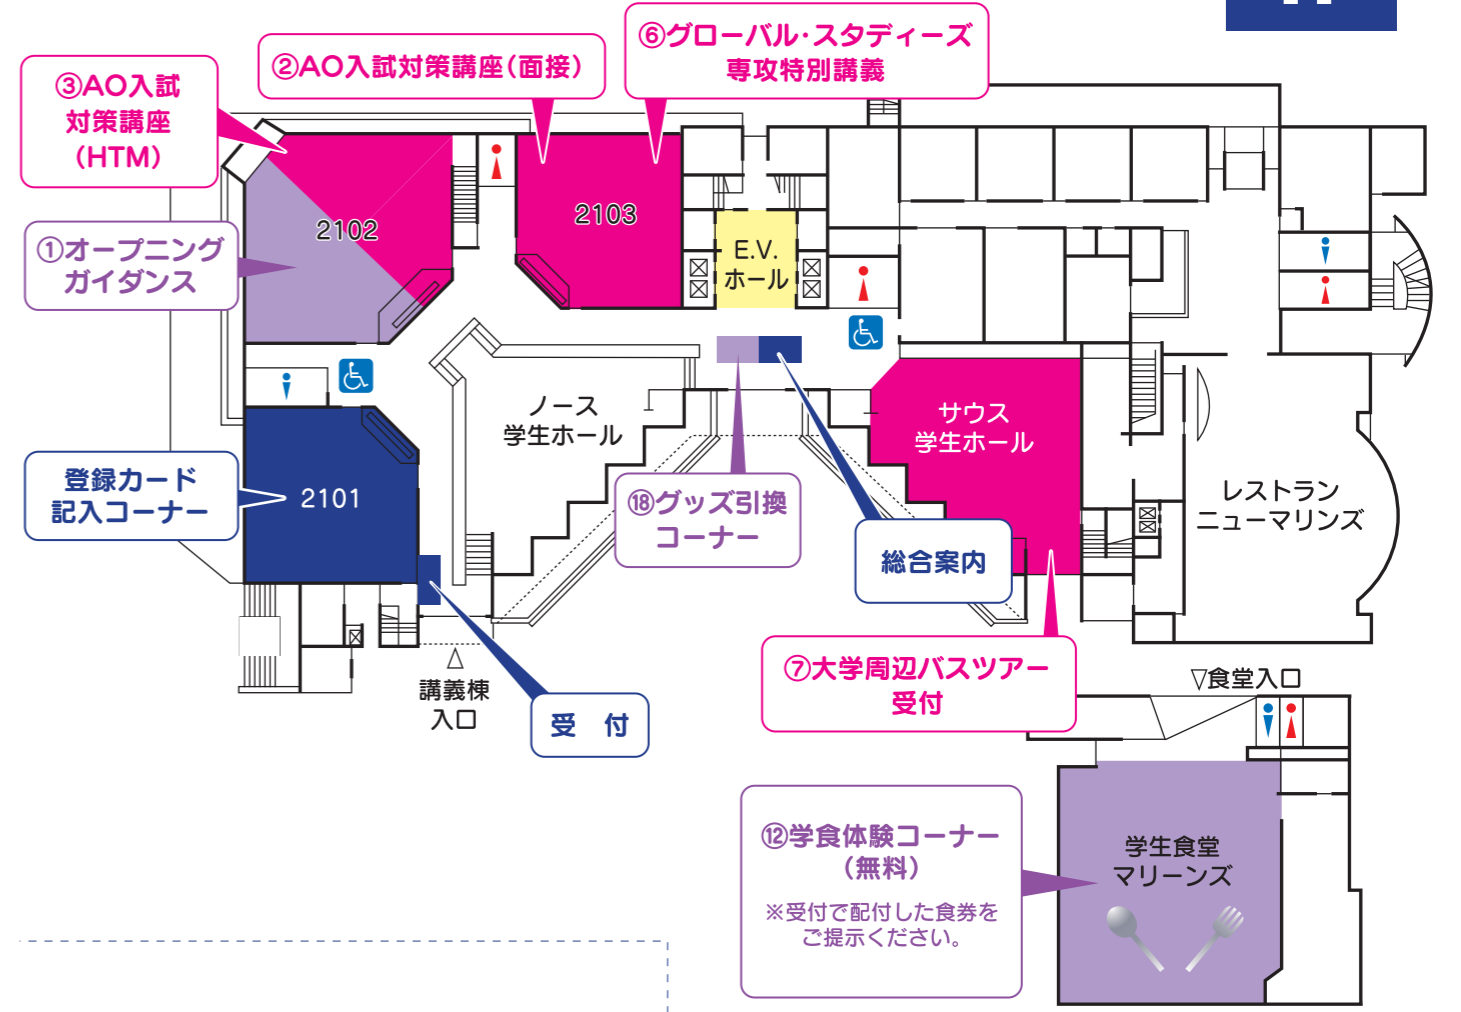 ⑥グローバル・スタディーズ
専攻特別講義
②AO入試対策講座(面接)
③AO入試
対策講座
(HTM)
2102
2103
①オープニング
ガイダンス
E.V.
ホール
ノース
学生ホール
サウス
学生ホール
登録カード
記入コーナー
2101
⑱グッズ引換
コーナー
総合案内
レストラン
ニューマリンズ
⑦大学周辺バスツアー
受付
△
講義棟
入口
受 付
▽食堂入口
⑫学食体験コーナー
(無料)
※受付で配付した食券を
ご提示ください。
学生食堂
マリーンズ